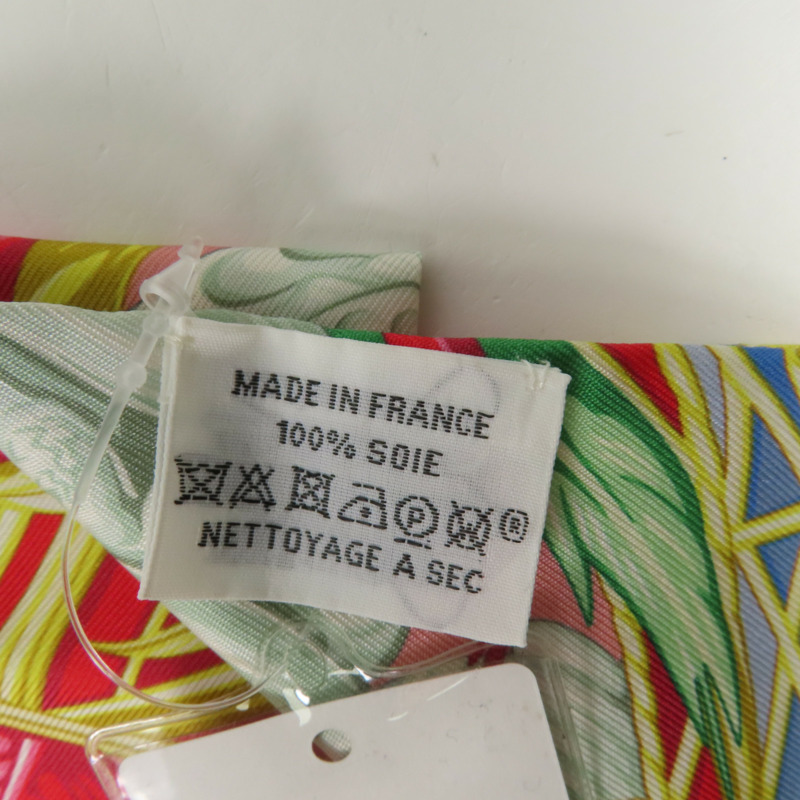 MADE IN FRANCE
100% SOIE
P ®
NETTOYAGE A SEC